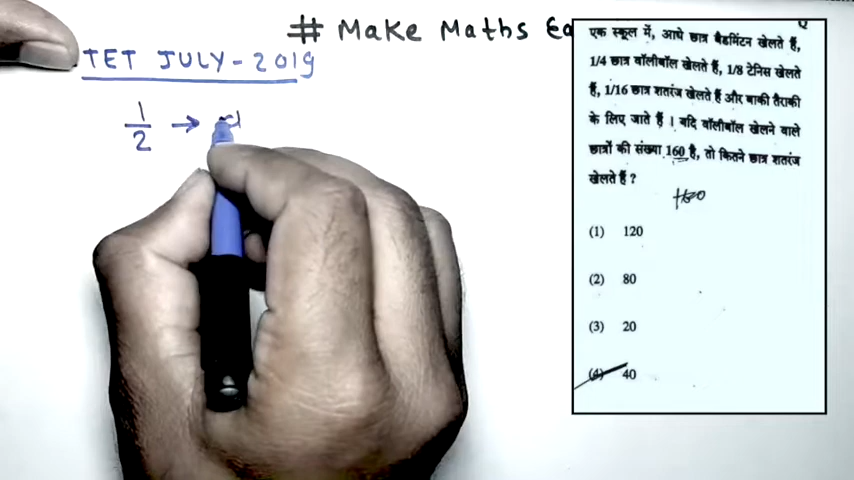 # Make Maths Ea
TET JULY-2019
1/2 →
एक स्कूल में, आधे छात्र बैडमिंटन खेलते हैं,
1/4 छात्र वॉलीबॉल खेलते हैं, 1/8 टेनिस खेलते
हैं, 1/16 छात्र शतरंज खेलते हैं और बाकी तैराकी
के लिए जाते हैं । यदि वॉलीबॉल खेलने वाले
छात्रों की संख्या 160 है, तो कितने छात्र शतरंज
खेलते हैं ?
(1) 120
(2) 80
(3) 20
(4) 40